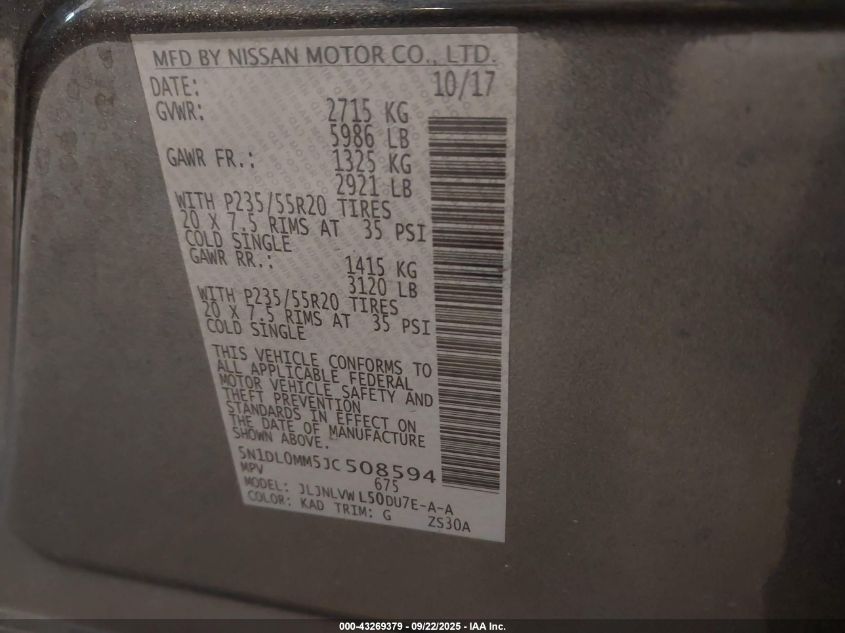 MFD BY NISSAN MOTOR CO., LTD.
DATE: 10/17
GVWR: 2715 KG
5986 LB
GAWR FR.: 1325 KG
2921 LB
WITH P235/55R20 TIRES
20 X 7.5 RIMS AT 35 PSI
COLD SINGLE
GAWR RR.: 1415 KG
3120 LB
WITH P235/55R20 TIRES
20 X 7.5 RIMS AT 35 PSI
COLD SINGLE
THIS VEHICLE CONFORMS TO
ALL APPLICABLE FEDERAL
MOTOR VEHICLE SAFETY AND
THEFT PREVENTION
STANDARDS IN EFFECT ON
THE DATE OF MANUFACTURE
SHOWN ABOVE.
5N1DL0MM5JC508594
MPV 675
MODEL: JLJNLVWL50DU7E-A-A
COLOR: KAD TRIM: G ZS30A
000-43269379 - 09/22/2025 - IAA Inc.